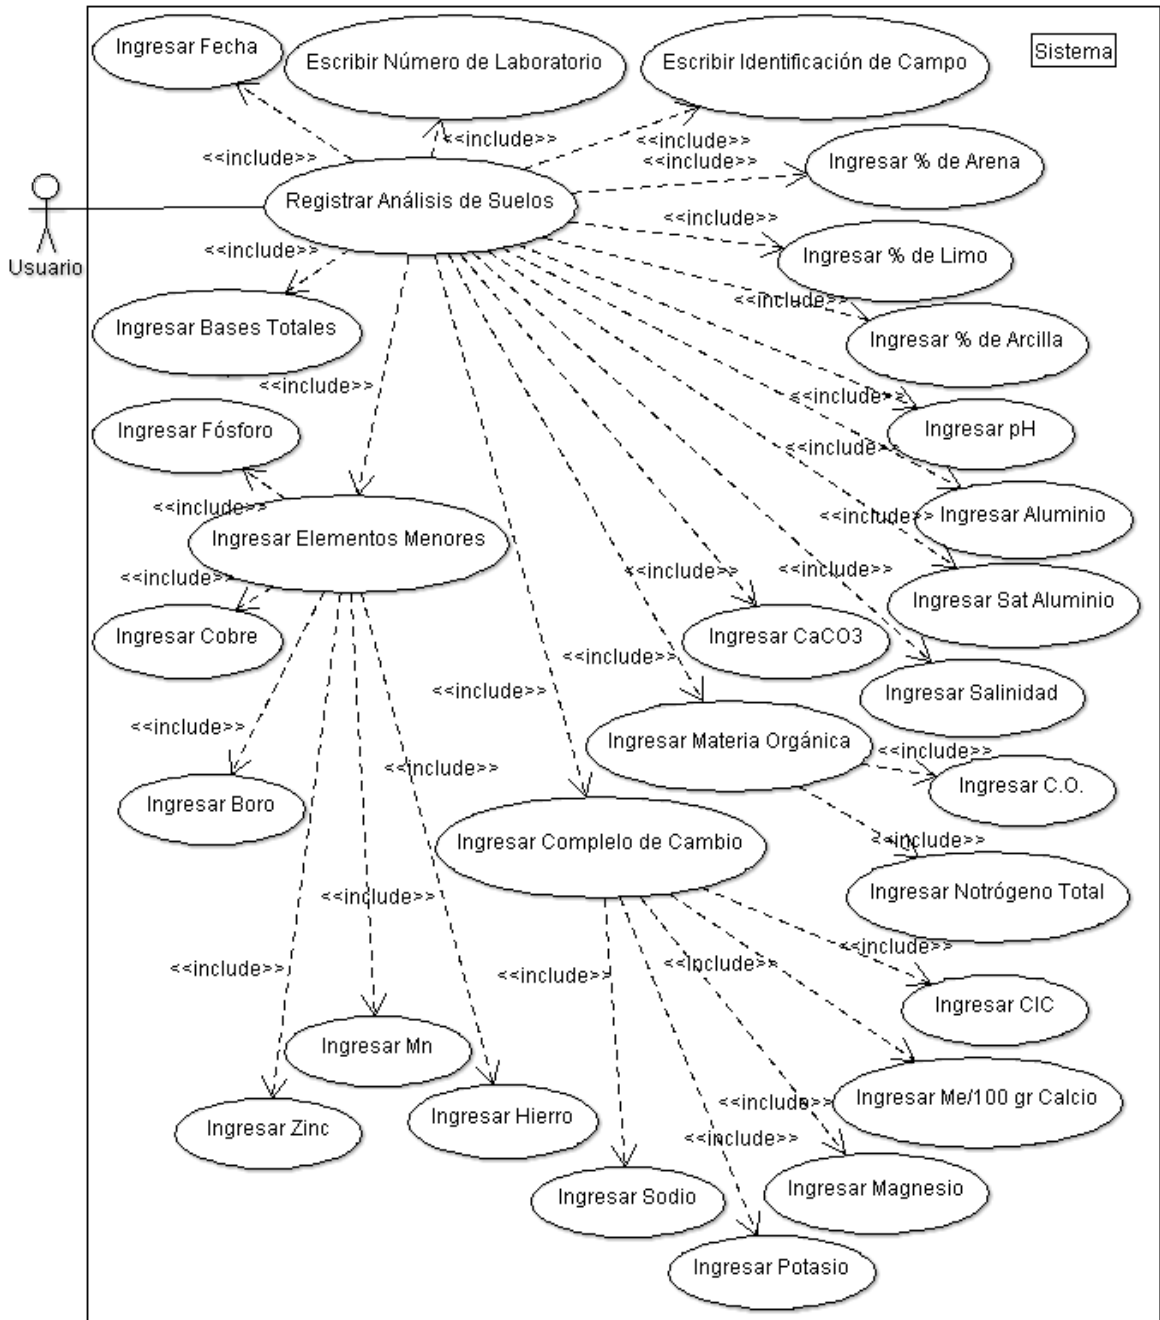 Ingresar Fecha
Escribir Número de Laboratorio
Escribir Identificación de Campo
Sistema
<<include>>
<<include>>
<<include>>
<<include>>
Ingresar % de Arena
Registrar Análisis de Suelos
Usuario
<<include>>
<<include>>
Ingresar % de Limo
<<include>>
Ingresar Bases Totales
Ingresar % de Arcilla
<<include>>
<<include>>
Ingresar Fósforo
Ingresar pH
<<include>>
<<include>>
<<include>>
Ingresar Aluminio
Ingresar Elementos Menores
<<include>>
<<include>>
<<include>>
Ingresar Sat Aluminio
Ingresar Cobre
Ingresar CaCO3
<<include>>
<<include>>
Ingresar Salinidad
<<include>>
<<include>>
Ingresar Materia Orgánica
<<include>>
Ingresar C.O.
Ingresar Boro
Ingresar Complelo de Cambio
<<include>>
<<include>>
Ingresar Notrógeno Total
<<include>>
<<include>>
<<include>>
<<include>>
Ingresar CIC
Ingresar Mn
Ingresar Me/100 gr Calcio
<<include>>
Ingresar Hierro
Ingresar Zinc
<<include>>
Ingresar Magnesio
Ingresar Sodio
Ingresar Potasio